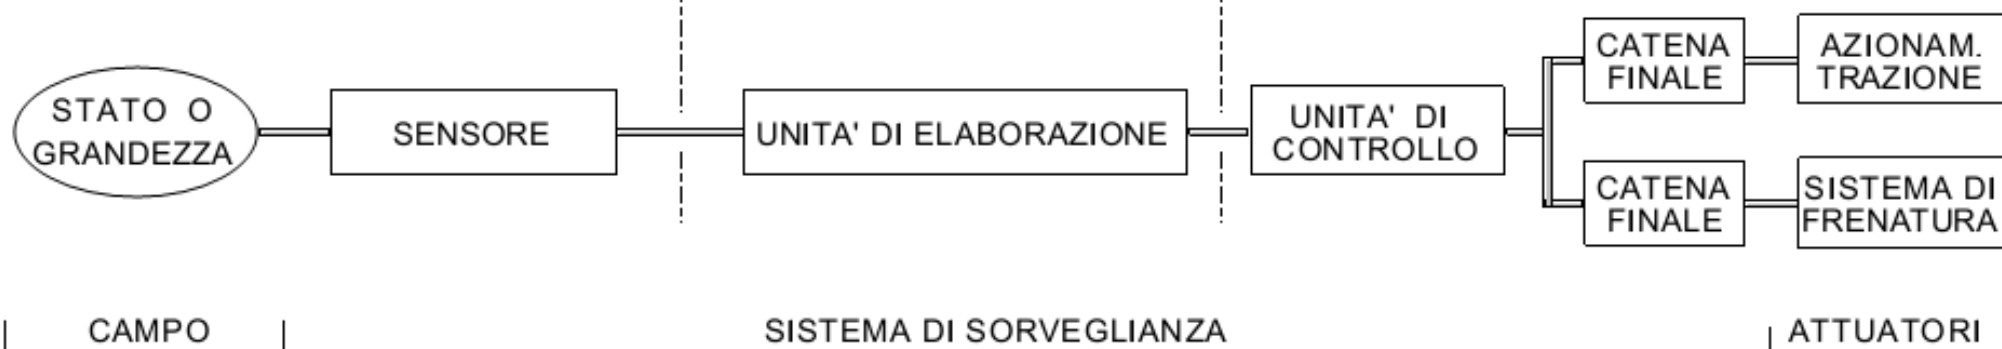 STATO O
GRANDEZZA
SENSORE
UNITA' DI ELABORAZIONE
UNITA' DI
CONTROLLO
CATENA
FINALE
AZIONAM.
TRAZIONE
CATENA
FINALE
SISTEMA DI
FRENATURA
CAMPO
SISTEMA DI SORVEGLIANZA
ATTUATORI